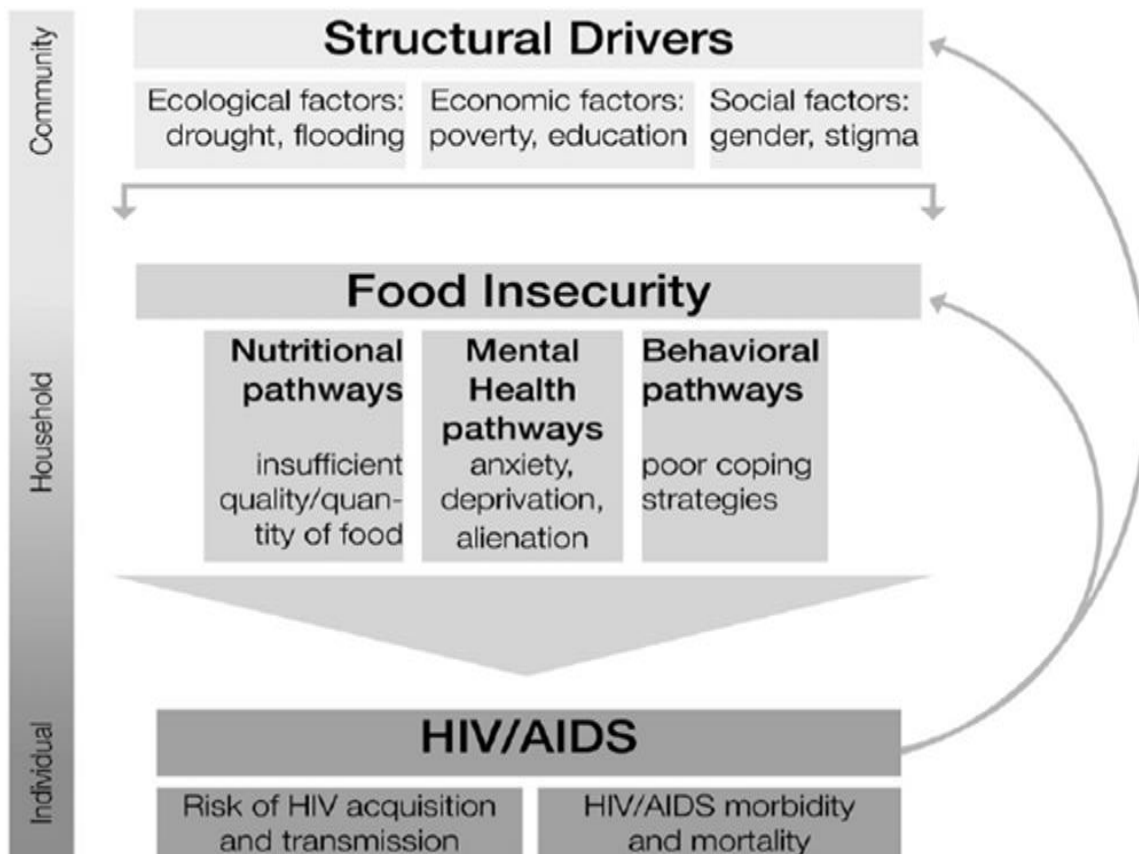 Community
Structural Drivers
Ecological factors:
drought, flooding
Economic factors:
poverty, education
Social factors:
gender, stigma
Household
Food Insecurity
Nutritional
pathways
insufficient
quality/quan-
tity of food
Mental
Health
pathways
anxiety,
deprivation,
alienation
Behavioral
pathways
poor coping
strategies
Individual
HIV/AIDS
Risk of HIV acquisition
and transmission
HIV/AIDS morbidity
and mortality